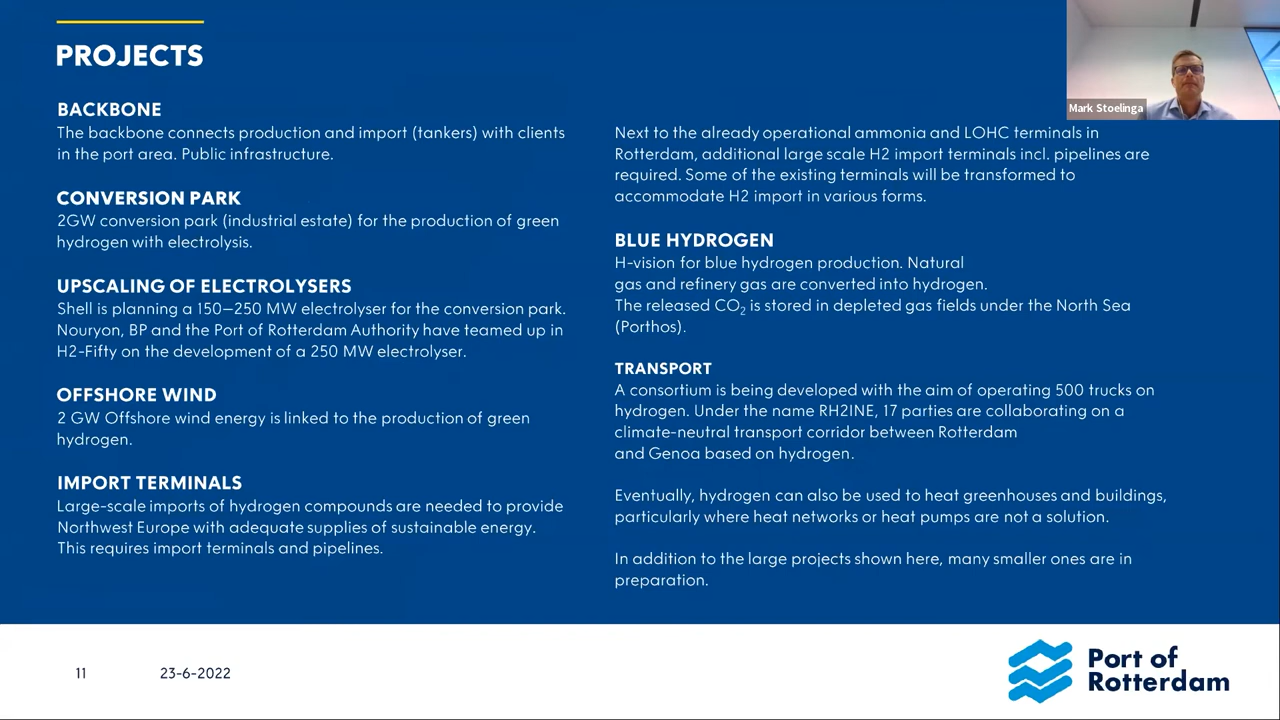 PROJECTS
BACKBONE
The backbone connects production and import (tankers) with clients
in the port area. Public infrastructure.
CONVERSION PARK
2GW conversion park (industrial estate) for the production of green
hydrogen with electrolysis.
UPSCALING OF ELECTROLYSERS
Shell is planning a 150–250 MW electrolyser for the conversion park.
Nouryon, BP and the Port of Rotterdam Authority have teamed up in
H2-Fifty on the development of a 250 MW electrolyser.
OFFSHORE WIND
2 GW Offshore wind energy is linked to the production of green
hydrogen.
IMPORT TERMINALS
Large-scale imports of hydrogen compounds are needed to provide
Northwest Europe with adequate supplies of sustainable energy.
This requires import terminals and pipelines.
Next to the already operational ammonia and LOHC terminals in
Rotterdam, additional large scale H2 import terminals incl. pipelines are
required. Some of the existing terminals will be transformed to
accommodate H2 import in various forms.
BLUE HYDROGEN
H-vision for blue hydrogen production. Natural
gas and refinery gas are converted into hydrogen.
The released CO₂ is stored in depleted gas fields under the North Sea
(Porthos).
TRANSPORT
A consortium is being developed with the aim of operating 500 trucks on
hydrogen. Under the name RH2INE, 17 parties are collaborating on a
climate-neutral transport corridor between Rotterdam
and Genoa based on hydrogen.
Eventually, hydrogen can also be used to heat greenhouses and buildings,
particularly where heat networks or heat pumps are not a solution.
In addition to the large projects shown here, many smaller ones are in
preparation.
Mark Stoelinga
11
23-6-2022
Port of
Rotterdam